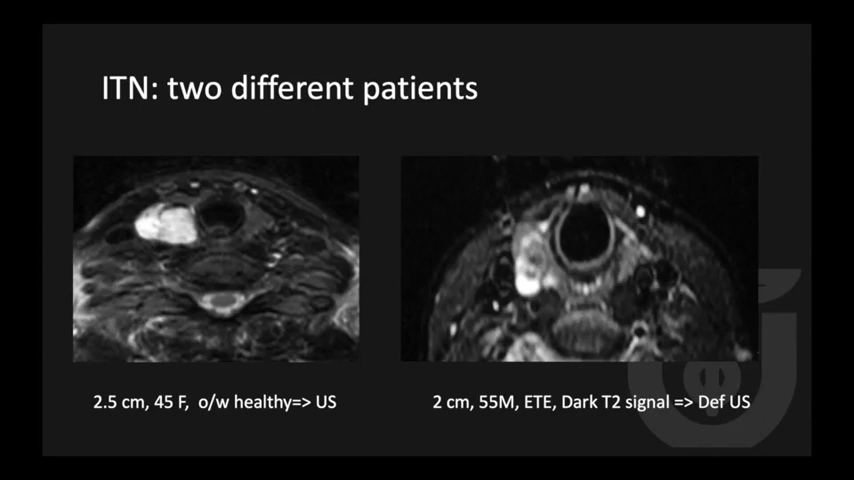 ITN: two different patients
2.5 cm, 45 F, o/w healthy=> US
2 cm, 55M, ETE, Dark T2 signal => Def US